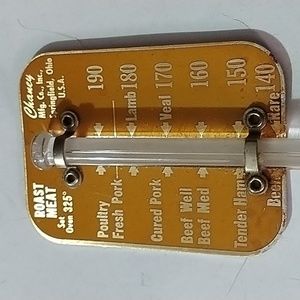 Chaney
Mfg. Co., Inc.
Springfield, Ohio
U.S.A.
190
180
Lamb
170
Veal
160
150
140
Rare
ROAST
MEAT
Set
Oven 325°
Poultry
Fresh Pork
Cured Pork
Beef Well
Beef Med
Tender Ham
Beef